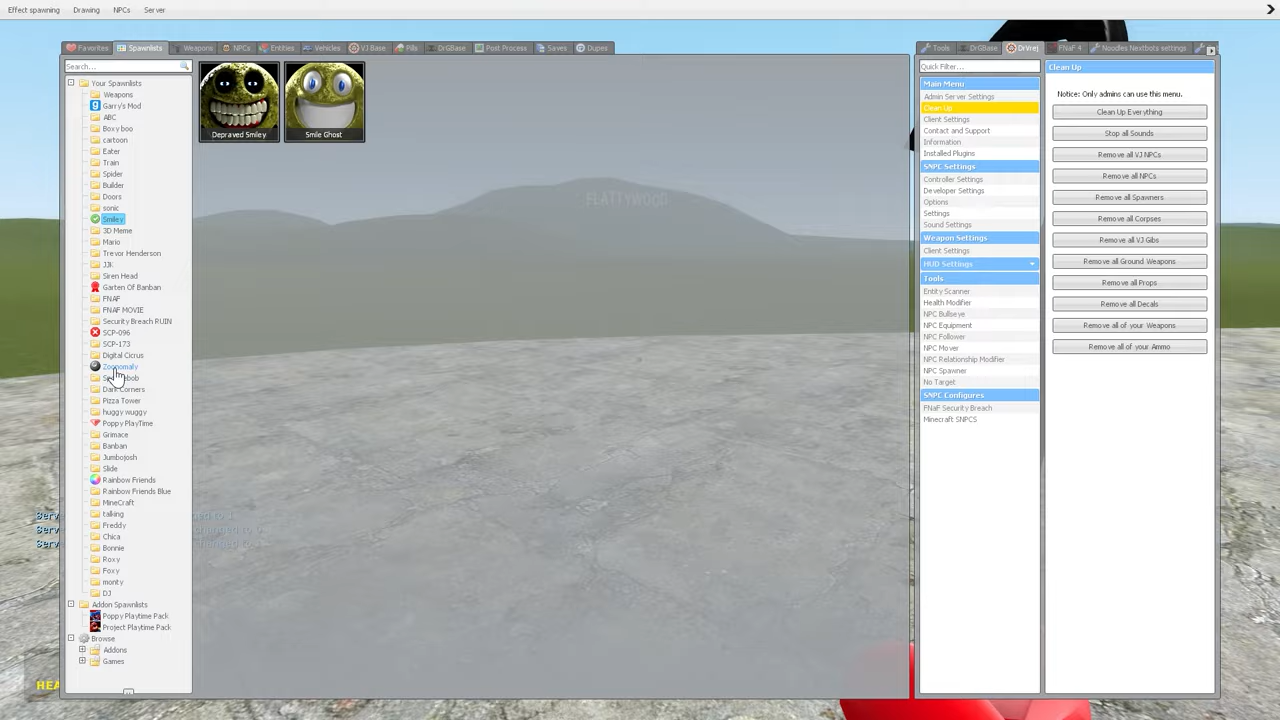 Effect spawning Drawing NPCs Server
Favorites Spawnlists Weapons NPCs Entities Vehicles VJ Base Pills DrGBase Post Process Saves Dupes
Search...
Your Spawnlists
Weapons
Garry's Mod
ABC
Boxy boo
cartoon
Eater
Train
Spider
Builder
Doors
sonic
Smiley
3D Meme
Mario
Trevor Henderson
JJK
Siren Head
Garten Of Banban
FNAF
FNAF MOVIE
Security Breach RUIN
SCP-096
SCP-173
Digital Cicrus
Zoonomaly
Dark Corners
Pizza Tower
huggy wuggy
Poppy PlayTime
Grimace
Banban
Jumbojosh
Slide
Rainbow Friends
Rainbow Friends Blue
MineCraft
talking
Freddy
Chica
Bonnie
Roxy
Foxy
monty
DJ
Addon Spawnlists
Poppy Playtime Pack
Project Playtime Pack
Browse
Addons
Games
Depraved Smiley
Smile Ghost
FLATTYWOOD
Tools DrGBase DrVrej FNaF 4 Noodles Nextbots settings
Quick Filter...
Main Menu
Admin Server Settings
Clean Up
Client Settings
Contact and Support
Information
Installed Plugins
SNPC Settings
Controller Settings
Developer Settings
Options
Settings
Sound Settings
Weapon Settings
Client Settings
HUD Settings
Tools
Entity Scanner
Health Modifier
NPC Bullseye
NPC Equipment
NPC Follower
NPC Mover
NPC Relationship Modifier
NPC Spawner
No Target
SNPC Configures
FNaF Security Breach
Minecraft SNPCS
Clean Up
Notice: Only admins can use this menu.
Clean Up Everything
Stop all Sounds
Remove all VJ NPCs
Remove all NPCs
Remove all Spawners
Remove all Corpses
Remove all VJ Gibs
Remove all Ground Weapons
Remove all Props
Remove all Decals
Remove all of your Weapons
Remove all of your Ammo